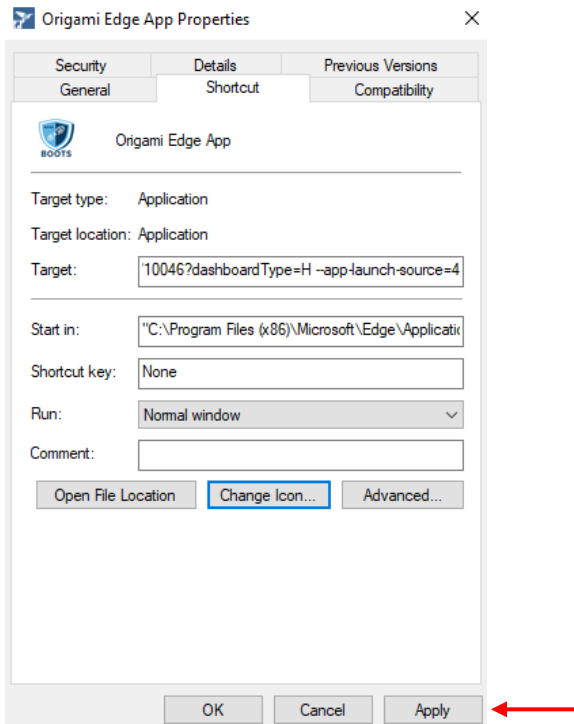 Origami Edge App Properties
Security Details Previous Versions
General Shortcut Compatibility
BOOTS
Origami Edge App
Target type: Application
Target location: Application
Target: '10046?dashboardType=H --app-launch-source=4
Start in: "C:\Program Files (x86)\Microsoft\Edge\Applicatic
Shortcut key: None
Run: Normal window
Comment:
Open File Location Change Icon... Advanced...
OK Cancel Apply